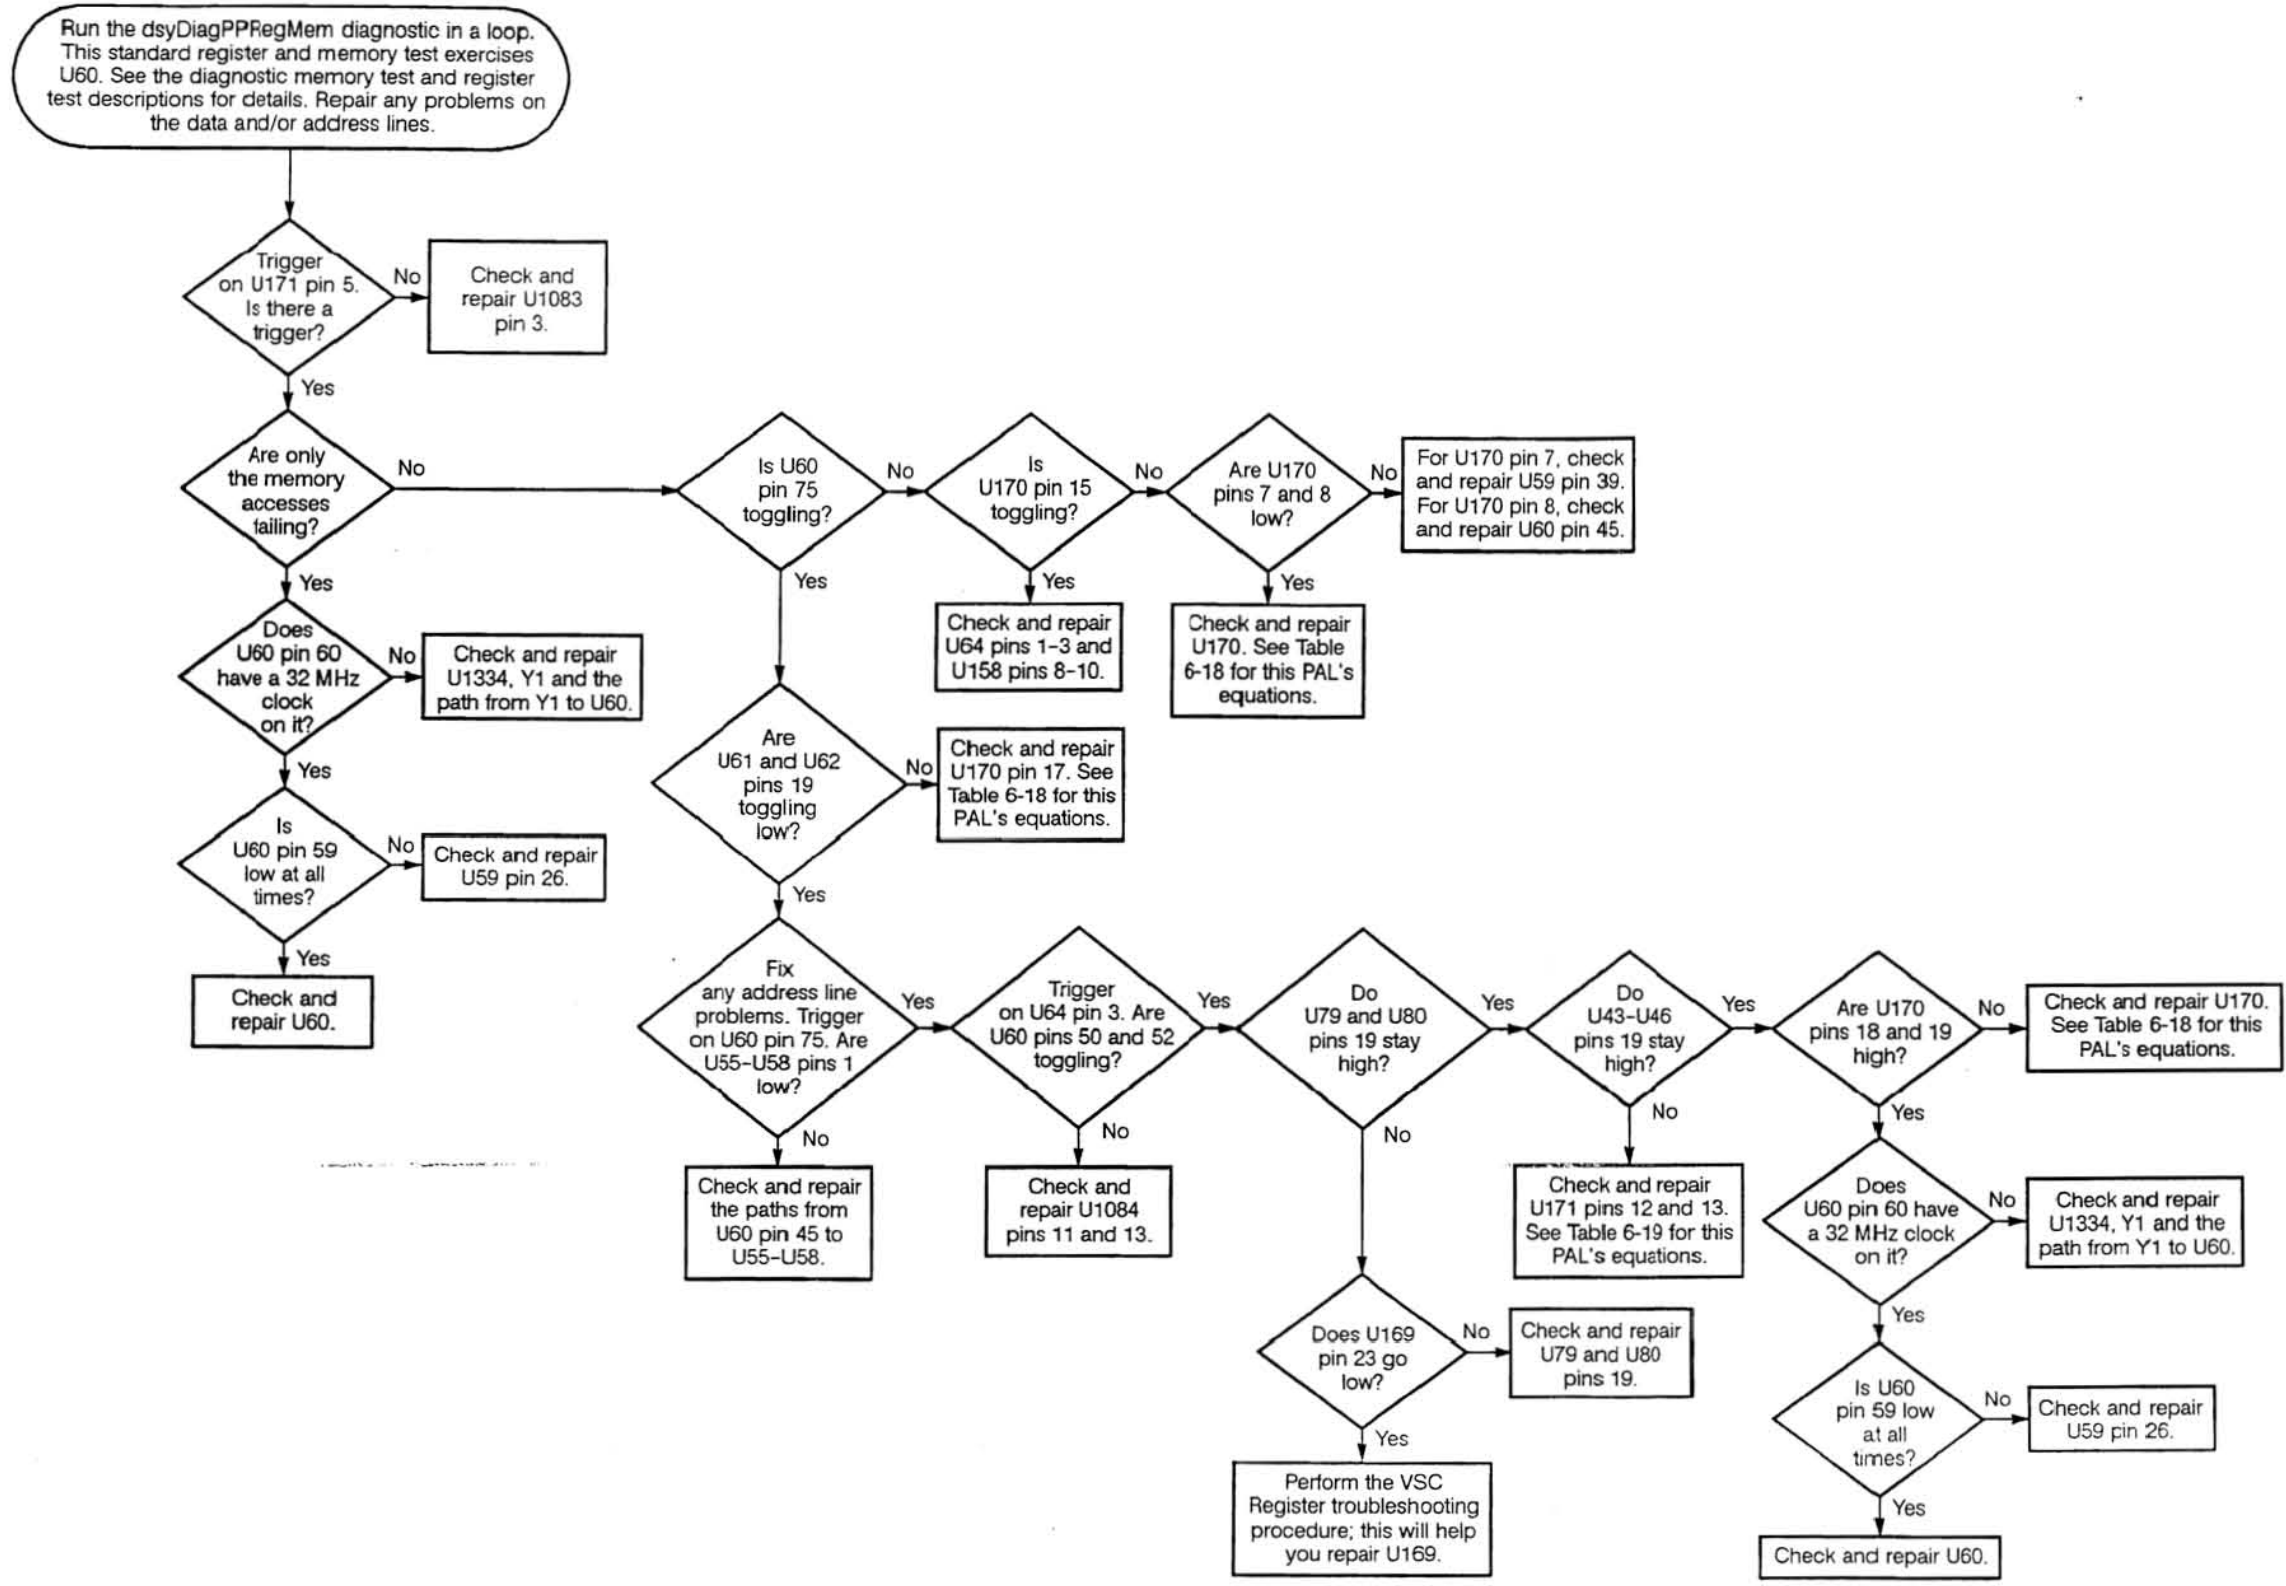 Run the dsyDiagPPRegMem diagnostic in a loop.
This standard register and memory test exercises
U60. See the diagnostic memory test and register
test descriptions for details. Repair any problems on
the data and/or address lines.
Trigger
on U171 pin 5.
Is there a
trigger?
No
Check and
repair U1083
pin 3.
Yes
Are only
the memory
accesses
failing?
No
Is U60
pin 75
toggling?
No
Is
U170 pin 15
toggling?
No
Are U170
pins 7 and 8
low?
No
For U170 pin 7, check
and repair U59 pin 39.
For U170 pin 8, check
and repair U60 pin 45.
Yes
Yes
Yes
Yes
Check and repair
U64 pins 1-3 and
U158 pins 8-10.
Check and repair
U170. See Table
6-18 for this PAL's
equations.
Does
U60 pin 60
have a 32 MHz
clock
on it?
No
Check and repair
U1334, Y1 and the
path from Y1 to U60.
Yes
Are
U61 and U62
pins 19
toggling
low?
No
Check and repair
U170 pin 17. See
Table 6-18 for this
PAL's equations.
Is
U60 pin 59
low at all
times?
No
Check and repair
U59 pin 26.
Yes
Yes
Check and
repair U60.
Fix
any address line
problems. Trigger
on U60 pin 75. Are
U55-U58 pins 1
low?
Yes
Trigger
on U64 pin 3. Are
U60 pins 50 and 52
toggling?
Yes
Do
U79 and U80
pins 19 stay
high?
Yes
Do
U43-U46
pins 19 stay
high?
Yes
Are U170
pins 18 and 19
high?
No
Check and repair U170.
See Table 6-18 for this
PAL's equations.
No
No
No
No
Yes
Check and repair
the paths from
U60 pin 45 to
U55-U58.
Check and
repair U1084
pins 11 and 13.
Check and repair
U171 pins 12 and 13.
See Table 6-19 for this
PAL's equations.
Does
U60 pin 60 have
a 32 MHz clock
on it?
No
Check and repair
U1334, Y1 and the
path from Y1 to U60.
Yes
Does U169
pin 23 go
low?
No
Check and repair
U79 and U80
pins 19.
Is U60
pin 59 low
at all
times?
No
Check and repair
U59 pin 26.
Yes
Yes
Perform the VSC
Register troubleshooting
procedure; this will help
you repair U169.
Check and repair U60.